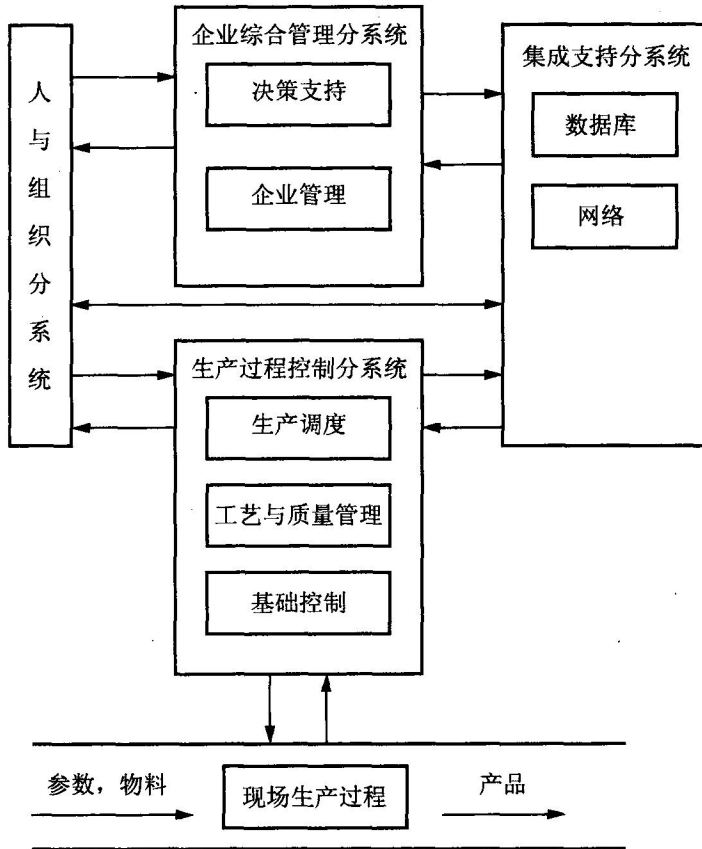 人与组织分系统
企业综合管理分系统
决策支持
企业管理
集成支持分系统
数据库
网络
生产过程控制分系统
生产调度
工艺与质量管理
基础控制
参数，物料
现场生产过程
产品